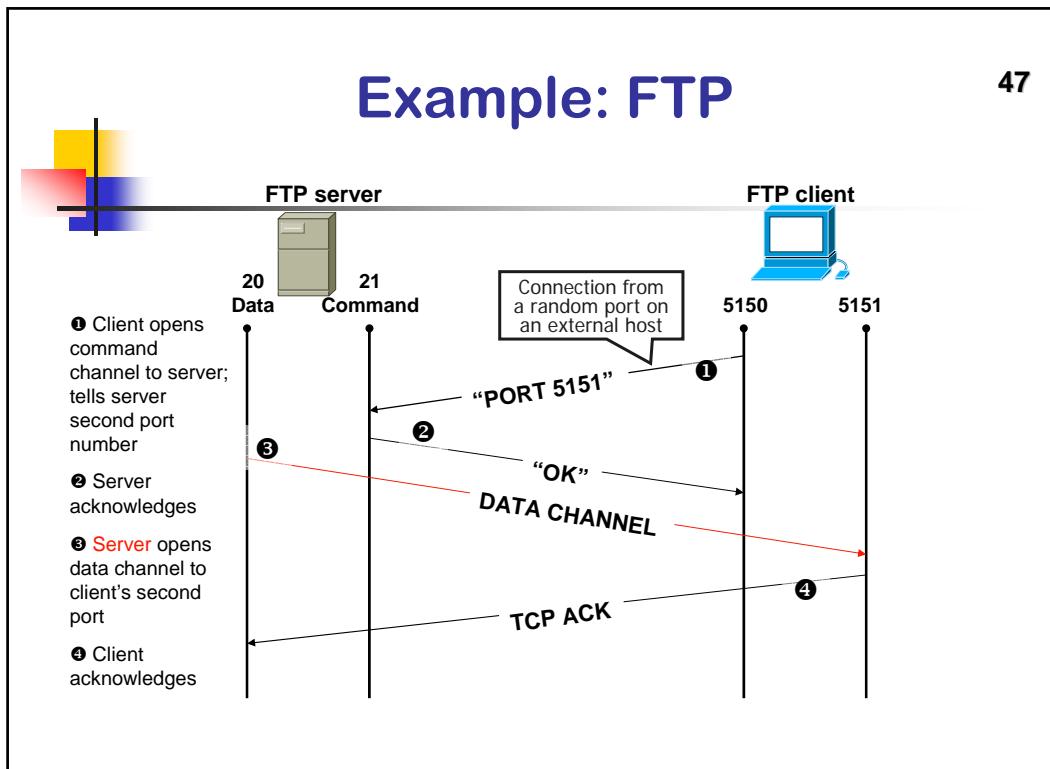 Example: FTP
47
FTP server
FTP client
20
Data
21
Command
Connection from
a random port on
an external host
5150
5151
❶ Client opens
command
channel to server;
tells server
second port
number
❷ Server
acknowledges
❸ Server opens
data channel to
client’s second
port
❹ Client
acknowledges
❶
“PORT 5151”
❷
“OK”
❸
DATA CHANNEL
❹
TCP ACK